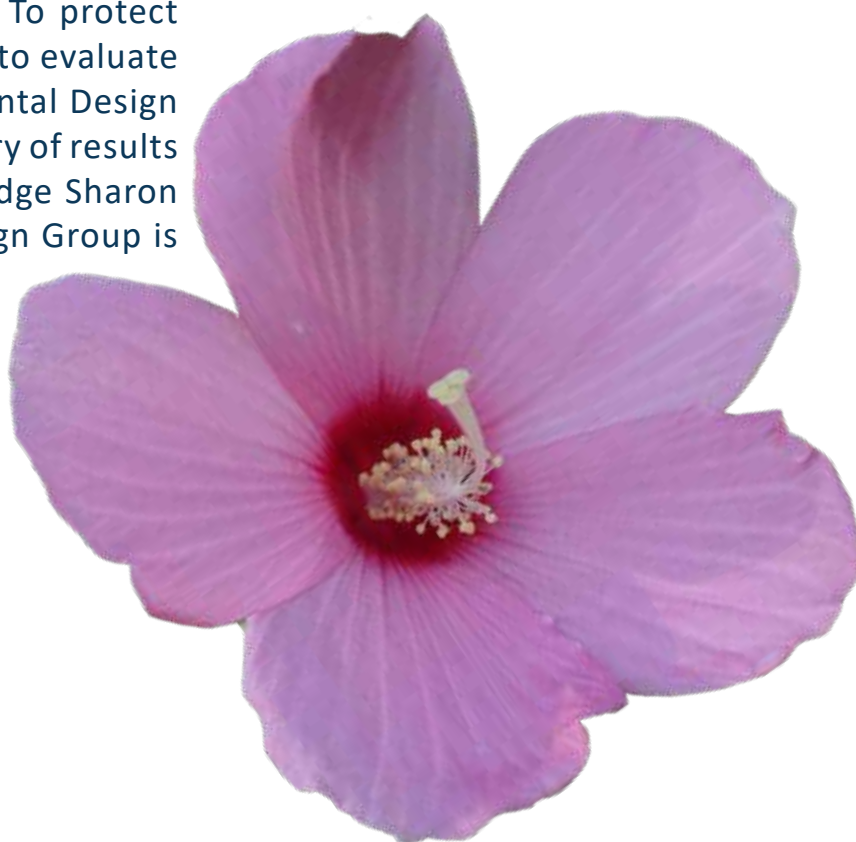 To protect
to evaluate
ntal Design
ry of results
dge Sharon
gn Group is